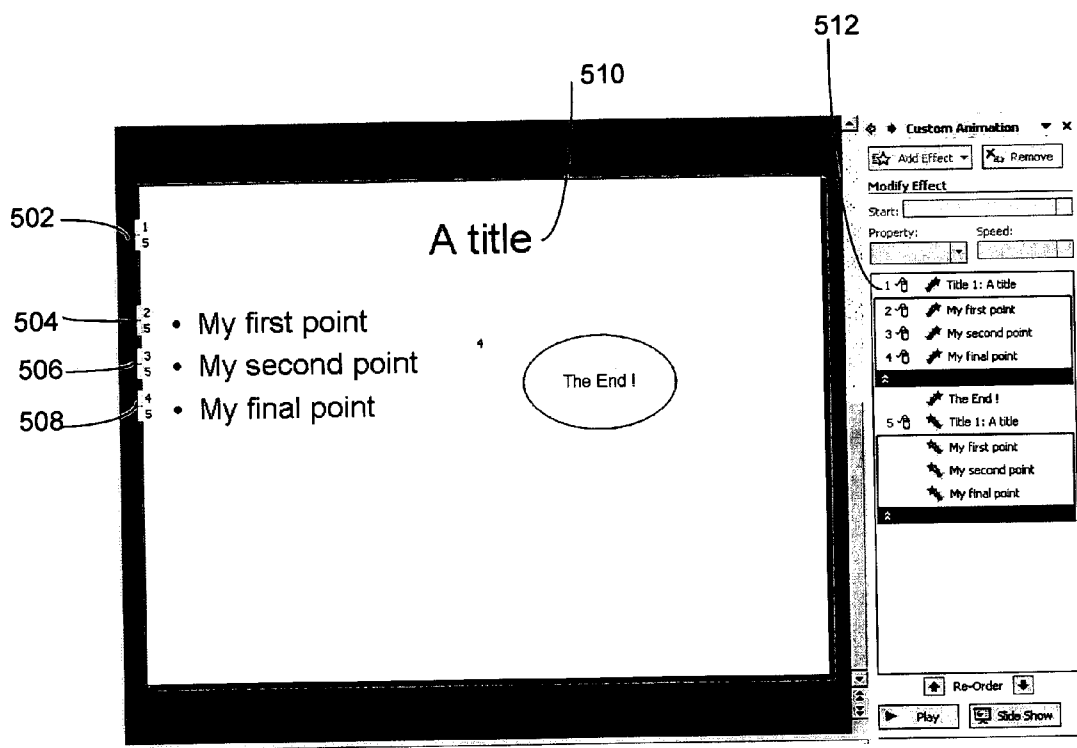 512
510
Custom Animation
Add Effect
Remove
Modify Effect
Start:
Property: Speed:
502
1
5
A title
504
2
5
• My first point
506
3
5
• My second point
508
4
5
• My final point
4
The End !
1 Title 1: A title
2 My first point
3 My second point
4 My final point
The End !
5 Title 1: A title
My first point
My second point
My final point
Re-Order
Play
Slide Show